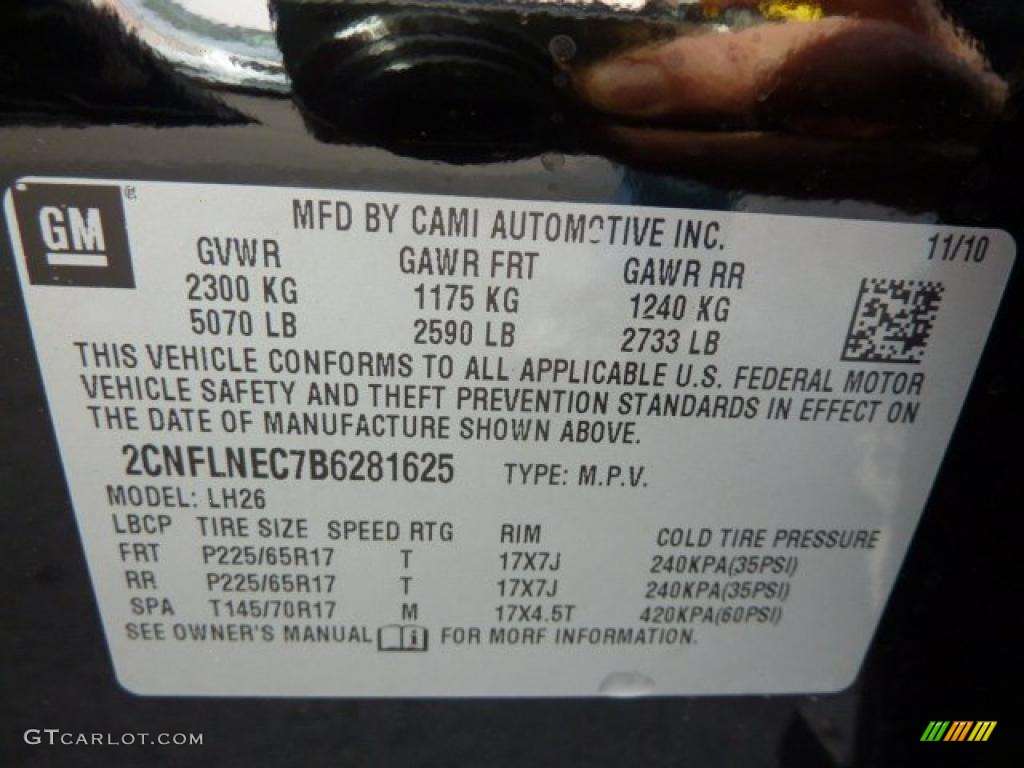 GM
MFD BY CAMI AUTOMOTIVE INC.
11/10
GVWR GAWR FRT GAWR RR
2300 KG 1175 KG 1240 KG
5070 LB 2590 LB 2733 LB
THIS VEHICLE CONFORMS TO ALL APPLICABLE U.S. FEDERAL MOTOR
VEHICLE SAFETY AND THEFT PREVENTION STANDARDS IN EFFECT ON
THE DATE OF MANUFACTURE SHOWN ABOVE.
2CNFLNEC7B6281625 TYPE: M.P.V.
MODEL: LH26
LBCP TIRE SIZE SPEED RTG RIM COLD TIRE PRESSURE
FRT P225/65R17 T 17X7J 240KPA(35PSI)
RR P225/65R17 T 17X7J 240KPA(35PSI)
SPA T145/70R17 M 17X4.5T 420KPA(60PSI)
SEE OWNER'S MANUAL i FOR MORF INFORMATION.
GTCARLOT.COM